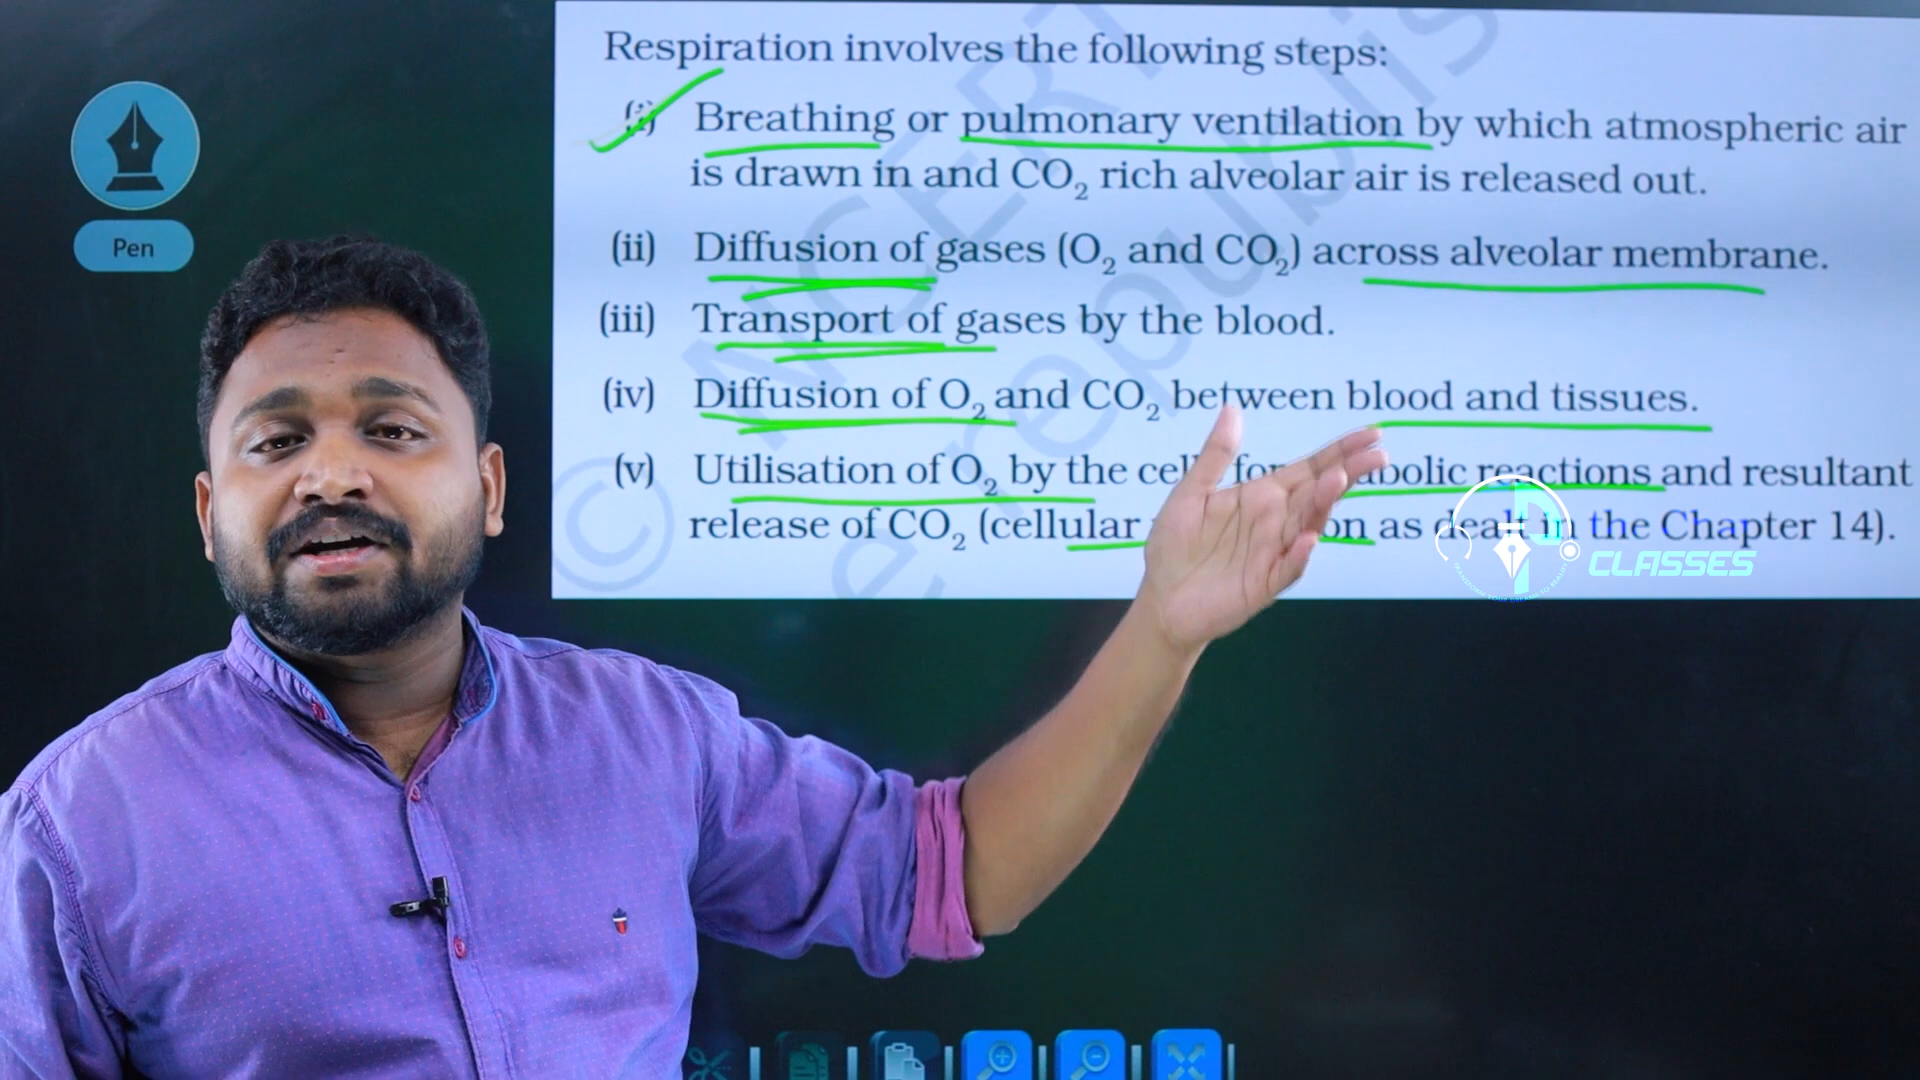 Respiration involves the following steps:
(i) Breathing or pulmonary ventilation by which atmospheric air
is drawn in and CO₂ rich alveolar air is released out.
(ii) Diffusion of gases (O₂ and CO₂) across alveolar membrane.
(iii) Transport of gases by the blood.
(iv) Diffusion of O₂ and CO₂ between blood and tissues.
(v) Utilisation of O₂ by the reactions and resultant
release of CO₂ (cellular as dealt in the Chapter 14).
Pen
CLASSES
© NCERT